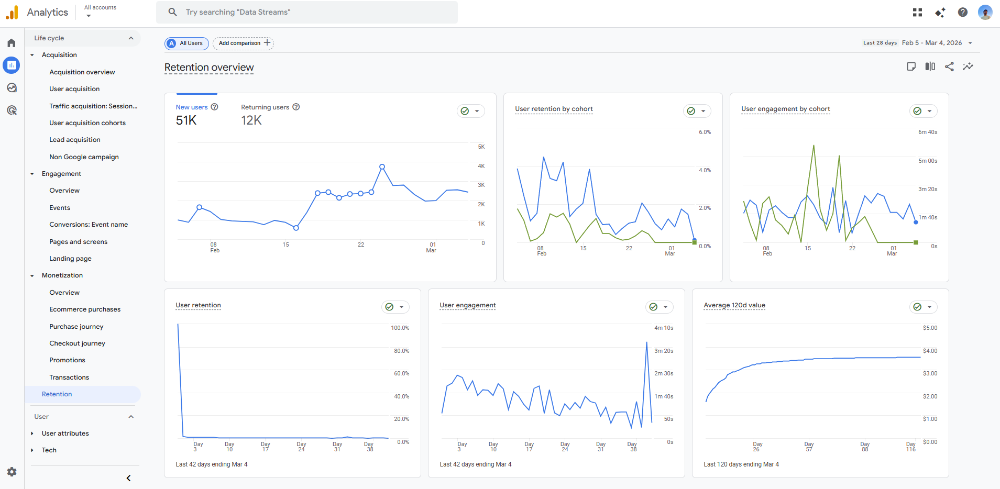 Analytics
All accounts
Try searching "Data Streams"
Life cycle
Acquisition
Acquisition overview
User acquisition
Traffic acquisition: Session...
User acquisition cohorts
Lead acquisition
Non Google campaign
Engagement
Overview
Events
Conversions: Event name
Pages and screens
Landing page
Monetization
Overview
Ecommerce purchases
Purchase journey
Checkout journey
Promotions
Transactions
Retention
User
User attributes
Tech
A All Users
Add comparison
Last 28 days Feb 5 - Mar 4, 2026
Retention overview
New users
51K
Returning users
12K
5K
4K
3K
2K
1K
0
08
Feb
15
22
01
Mar
User retention by cohort
6.0%
4.0%
2.0%
0.0%
08
Feb
15
22
01
Mar
User engagement by cohort
6m 40s
5m 00s
3m 20s
1m 40s
0s
08
Feb
15
22
01
Mar
User retention
100.0%
80.0%
60.0%
40.0%
20.0%
0.0%
Day 3
Day 10
Day 17
Day 24
Day 31
Day 38
Last 42 days ending Mar 4
User engagement
4m 10s
3m 20s
2m 30s
1m 40s
50s
0s
Day 3
Day 10
Day 17
Day 24
Day 31
Day 38
Last 42 days ending Mar 4
Average 120d value
$5.00
$4.00
$3.00
$2.00
$1.00
$0.00
Day 26
Day 57
Day 88
Day 116
Last 120 days ending Mar 4